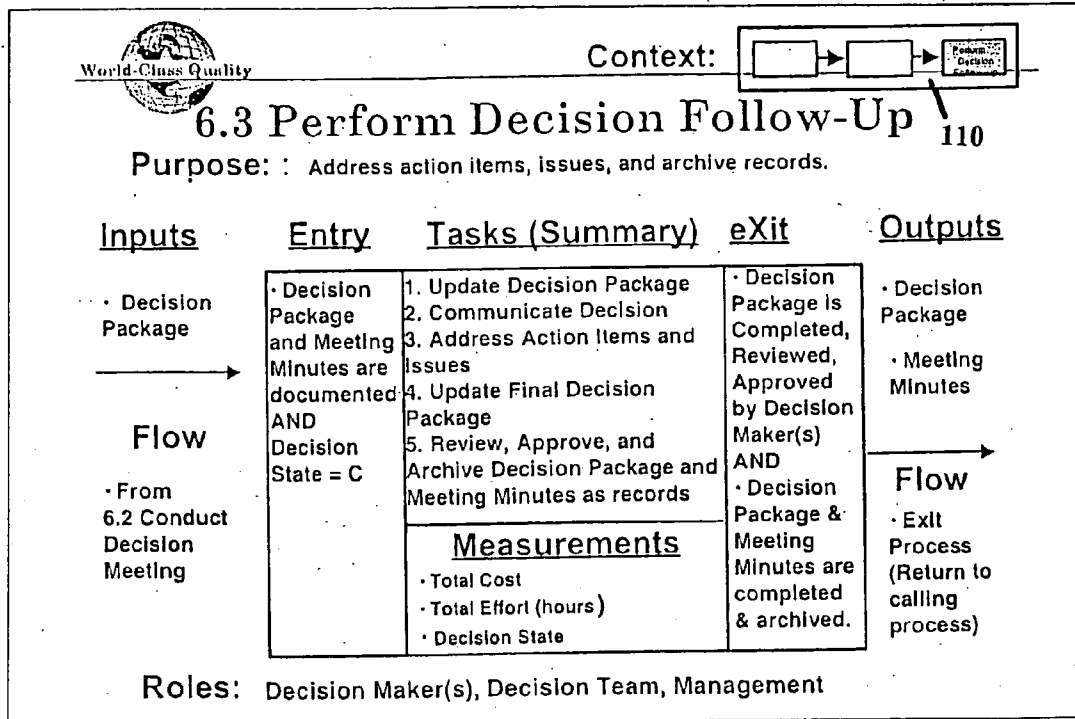 World-Class Quality
Context:
Perform
Decision
6.3 Perform Decision Follow-Up
110
Purpose: : Address action items, issues, and archive records.
Inputs
· Decision
Package
Flow
· From
6.2 Conduct
Decision
Meeting
Entry
· Decision
Package
and Meeting
Minutes are
documented
AND
Decision
State = C
Tasks (Summary)
1. Update Decision Package
2. Communicate Decision
3. Address Action Items and
Issues
4. Update Final Decision
Package
5. Review, Approve, and
Archive Decision Package and
Meeting Minutes as records
Measurements
· Total Cost
· Total Effort (hours)
· Decision State
eXit
· Decision
Package is
Completed,
Reviewed,
Approved
by Decision
Maker(s)
AND
· Decision
Package &
Meeting
Minutes are
completed
& archived.
Outputs
· Decision
Package
· Meeting
Minutes
Flow
· Exit
Process
(Return to
calling
process)
Roles: Decision Maker(s), Decision Team, Management